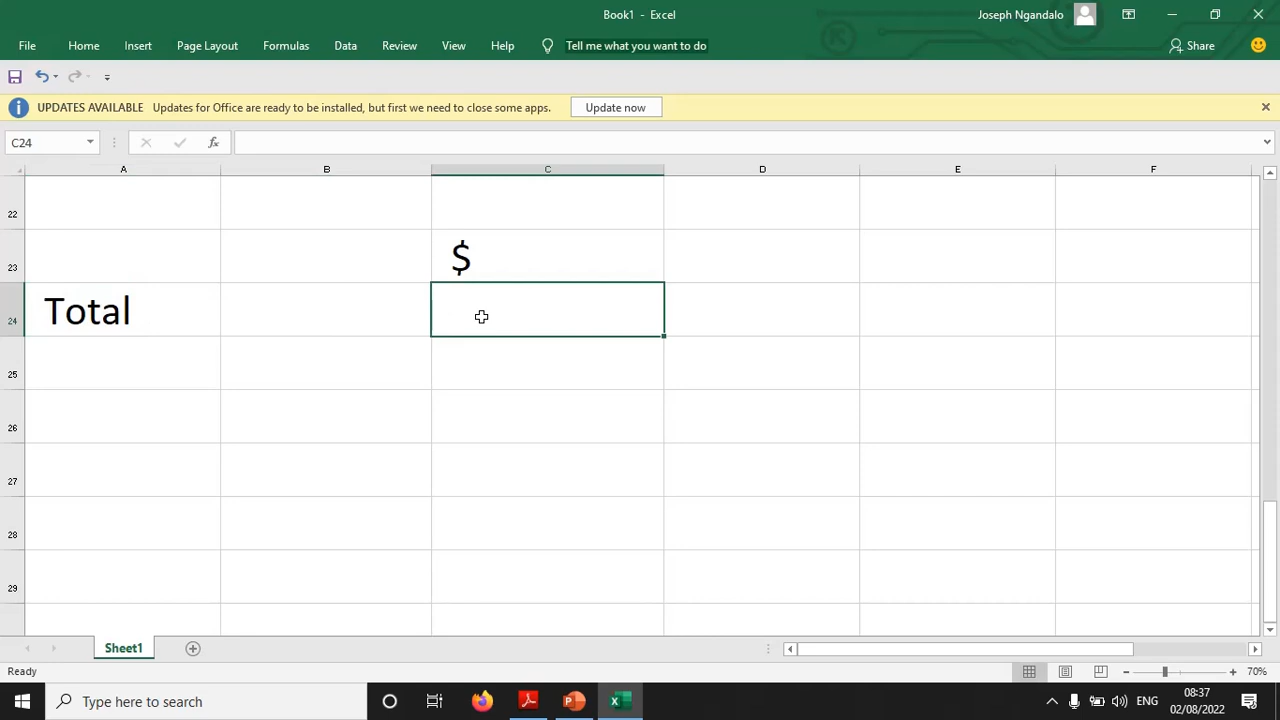 Book1 - Excel
Joseph Ngandalo
File Home Insert Page Layout Formulas Data Review View Help Tell me what you want to do Share
UPDATES AVAILABLE Updates for Office are ready to be installed, but first we need to close some apps. Update now
C24 fx
A B C D E F
22
23 $
24 Total
25
26
27
28
29
Sheet1
Ready 70%
Type here to search
ENG
08:37
02/08/2022